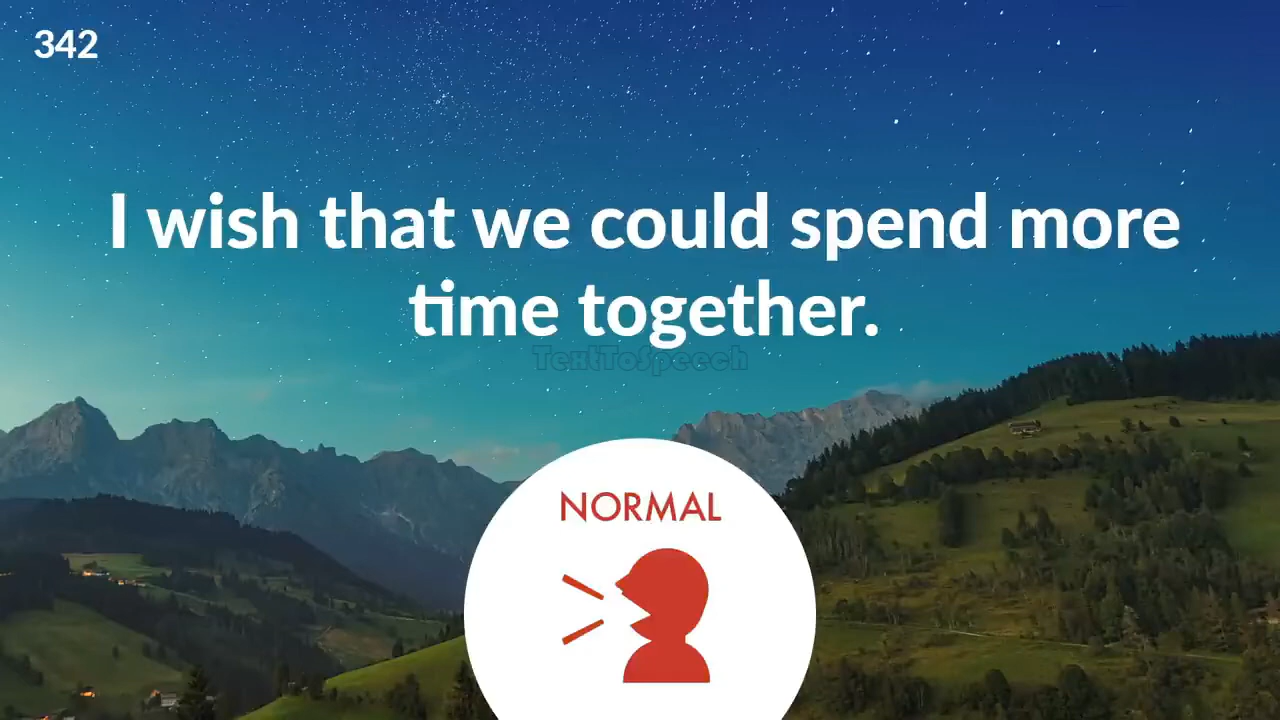 342
I wish that we could spend more
time together.
TextToSpeech
NORMAL